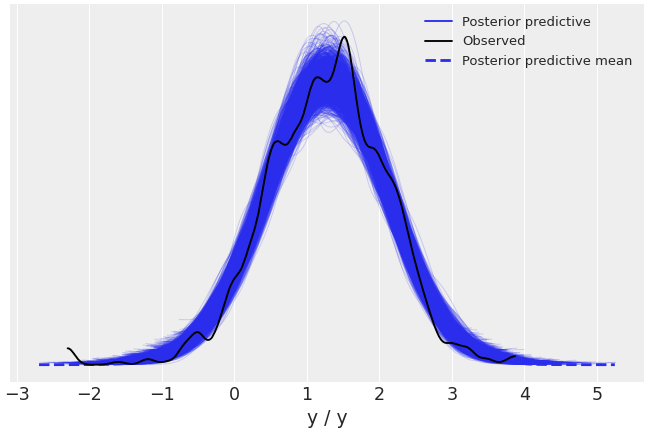 Posterior predictive
Observed
Posterior predictive mean
−3 −2 −1 0 1 2 3 4 5
y / y